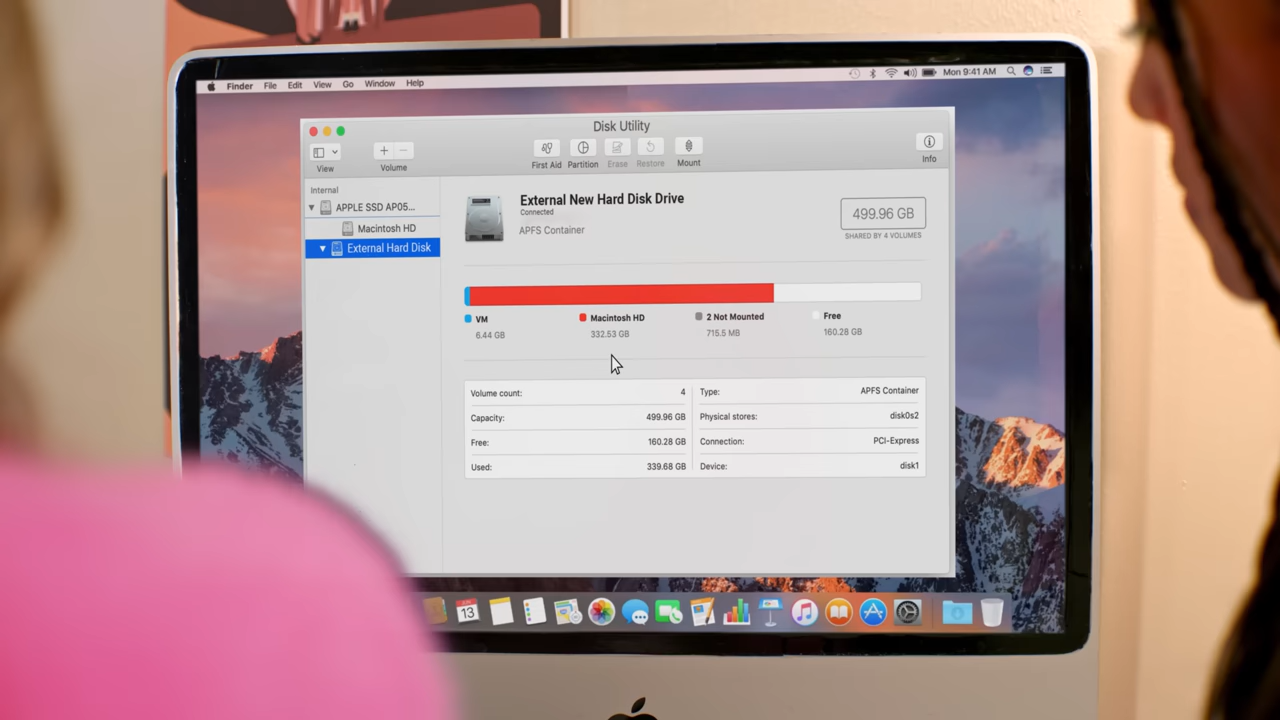 Finder File Edit View Go Window Help
Mon 9:41 AM
Disk Utility
View
Volume
First Aid
Partition
Erase
Restore
Mount
Info
Internal
APPLE SSD AP05...
Macintosh HD
External Hard Disk
External New Hard Disk Drive
Connected
APFS Container
499.96 GB
SHARED BY 4 VOLUMES
VM
6.44 GB
Macintosh HD
332.53 GB
2 Not Mounted
715.5 MB
Free
160.28 GB
Volume count: 4
Capacity: 499.96 GB
Free: 160.28 GB
Used: 339.68 GB
Type: APFS Container
Physical stores: disk0s2
Connection: PCI-Express
Device: disk1
JUN
13